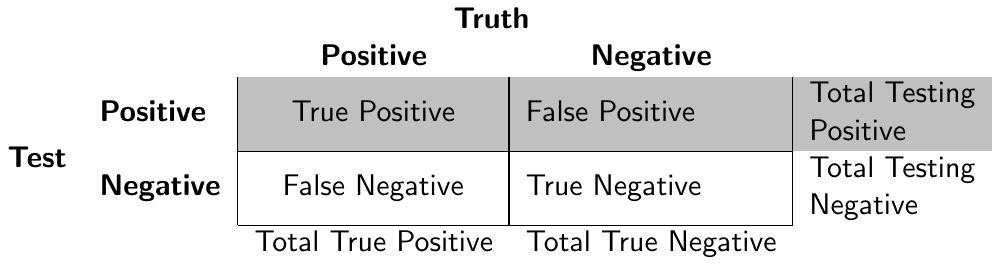 Truth
Positive Negative
Positive True Positive False Positive Total Testing
Positive
Test
Negative False Negative True Negative Total Testing
Negative
Total True Positive Total True Negative